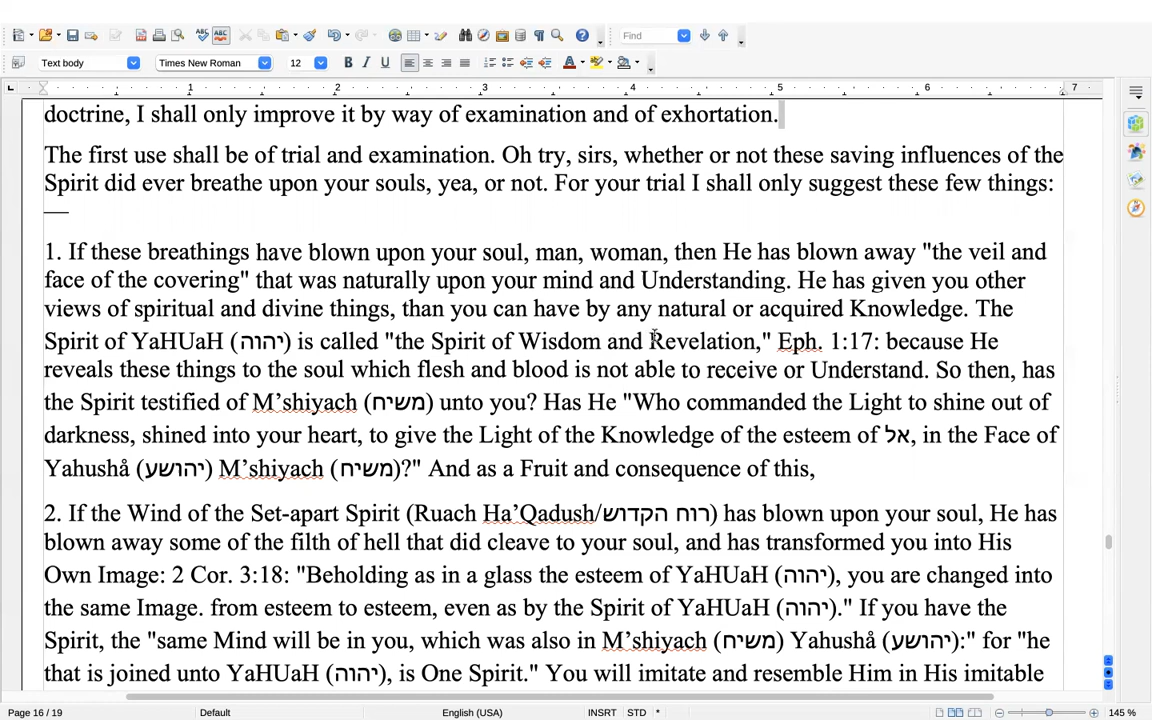 Find
Text body
Times New Roman
12
1
2
3
4
5
6
7
doctrine, I shall only improve it by way of examination and of exhortation.
The first use shall be of trial and examination. Oh try, sirs, whether or not these saving influences of the
Spirit did ever breathe upon your souls, yea, or not. For your trial I shall only suggest these few things:
—
1. If these breathings have blown upon your soul, man, woman, then He has blown away "the veil and
face of the covering" that was naturally upon your mind and Understanding. He has given you other
views of spiritual and divine things, than you can have by any natural or acquired Knowledge. The
Spirit of YaHUaH (יהוה) is called "the Spirit of Wisdom and Revelation," Eph. 1:17: because He
reveals these things to the soul which flesh and blood is not able to receive or Understand. So then, has
the Spirit testified of M’shiyach (משיח) unto you? Has He "Who commanded the Light to shine out of
darkness, shined into your heart, to give the Light of the Knowledge of the esteem of אל, in the Face of
Yahushå (יהושע) M’shiyach (משיח)?" And as a Fruit and consequence of this,
2. If the Wind of the Set-apart Spirit (Ruach Ha’Qadush/רוח הקדוש) has blown upon your soul, He has
blown away some of the filth of hell that did cleave to your soul, and has transformed you into His
Own Image: 2 Cor. 3:18: "Beholding as in a glass the esteem of YaHUaH (יהוה), you are changed into
the same Image. from esteem to esteem, even as by the Spirit of YaHUaH (יהוה)." If you have the
Spirit, the "same Mind will be in you, which was also in M’shiyach (משיח) Yahushå (יהושע):" for "he
that is joined unto YaHUaH (יהוה), is One Spirit." You will imitate and resemble Him in His imitable
Page 16 / 19
Default
English (USA)
INSRT
STD
*
145 %